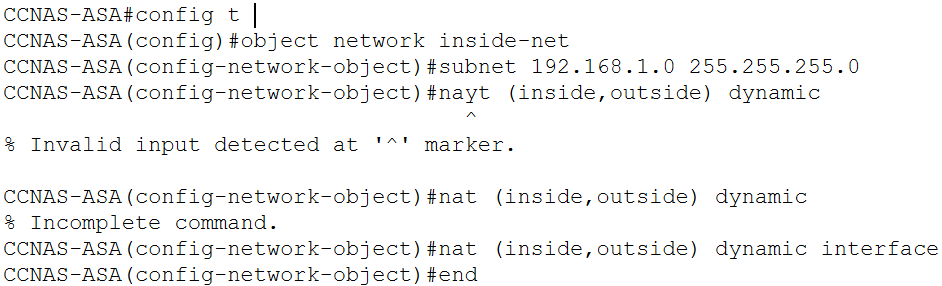 CCNAS-ASA#config t
CCNAS-ASA(config)#object network inside-net
CCNAS-ASA(config-network-object)#subnet 192.168.1.0 255.255.255.0
CCNAS-ASA(config-network-object)#nayt (inside,outside) dynamic
^
% Invalid input detected at '^' marker.
CCNAS-ASA(config-network-object)#nat (inside,outside) dynamic
% Incomplete command.
CCNAS-ASA(config-network-object)#nat (inside,outside) dynamic interface
CCNAS-ASA(config-network-object)#end